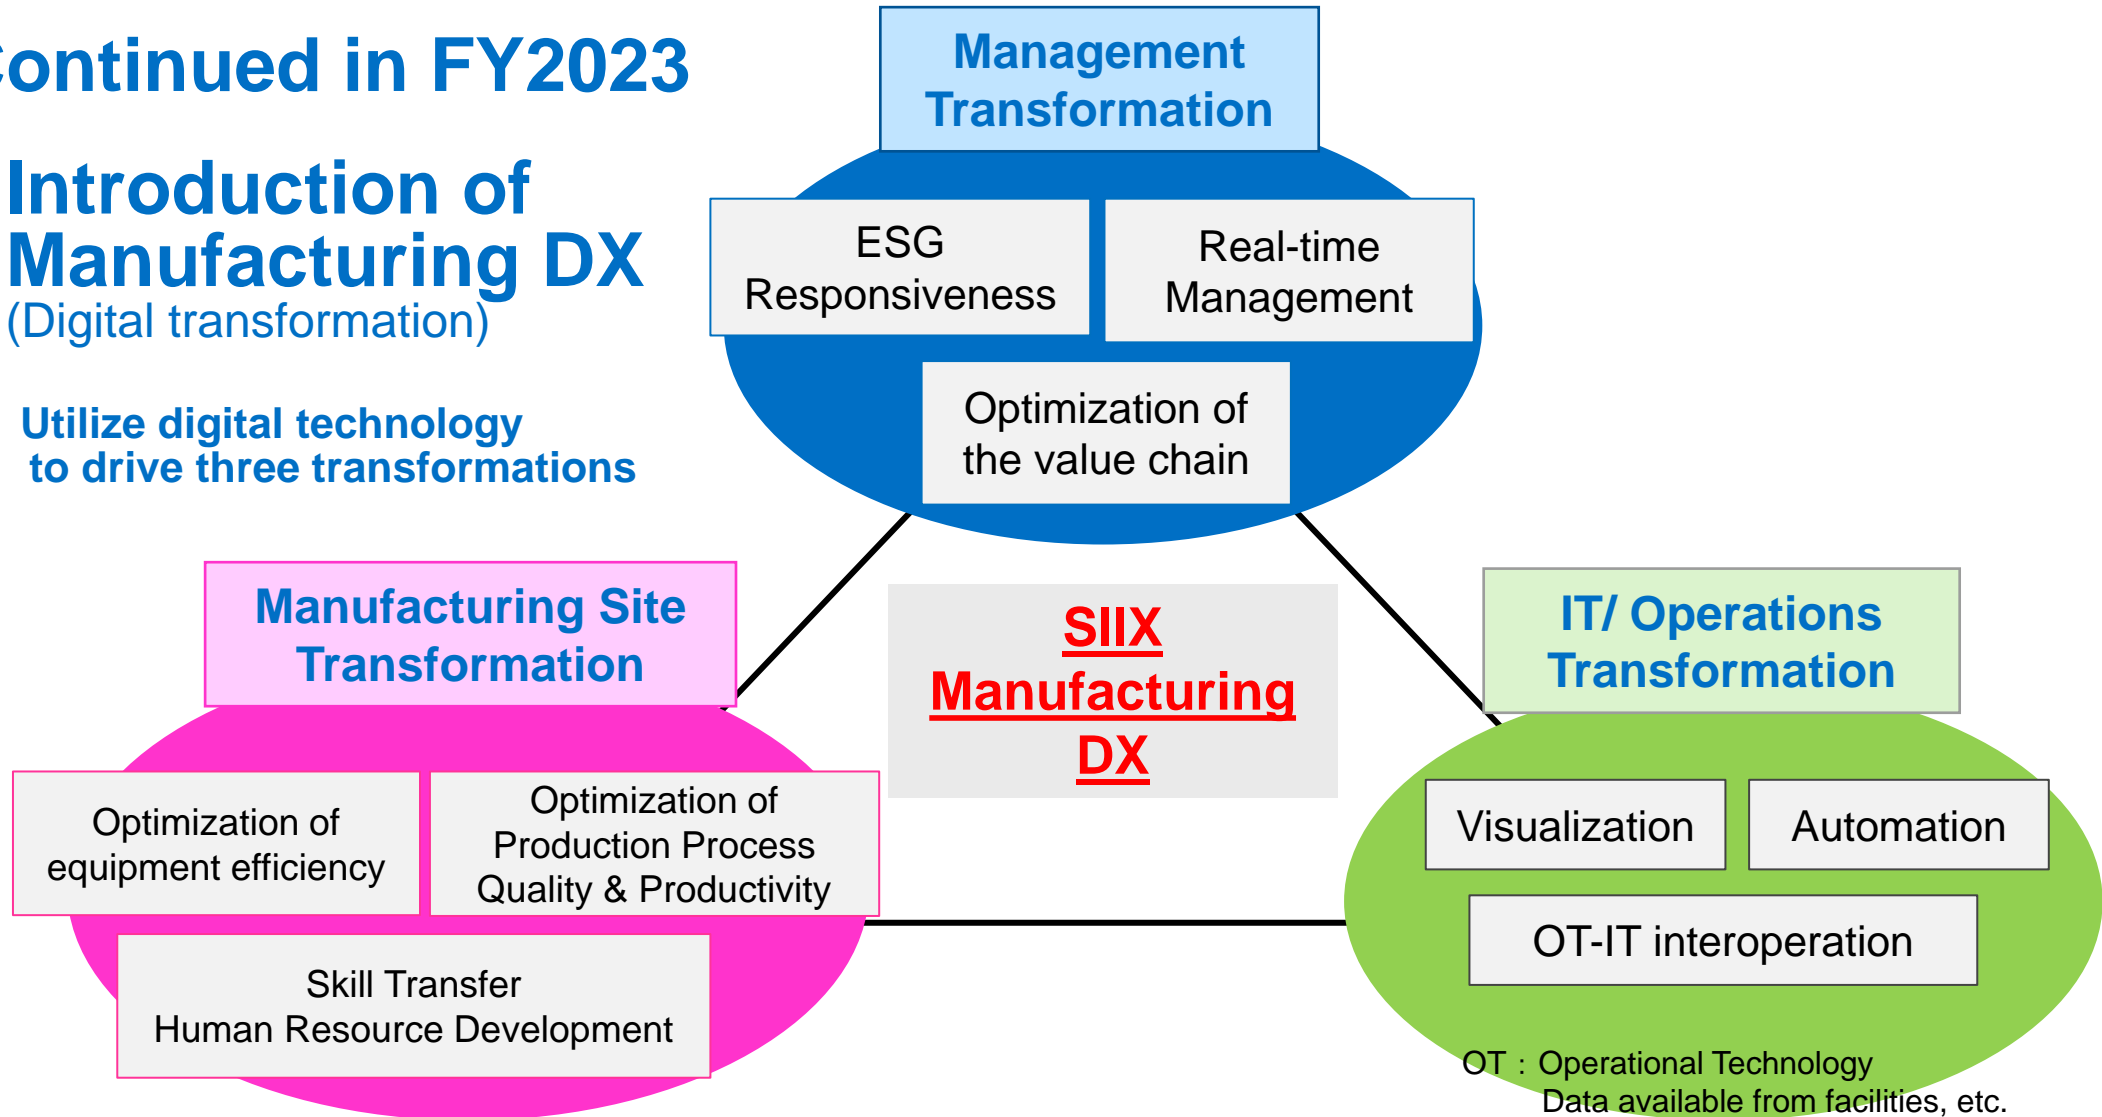 Continued in FY2023
Introduction of
Manufacturing DX
(Digital transformation)
Utilize digital technology
to drive three transformations
Management
Transformation
ESG
Responsiveness
Real-time
Management
Optimization of
the value chain
Manufacturing Site
Transformation
Optimization of
equipment efficiency
Optimization of
Production Process
Quality & Productivity
Skill Transfer
Human Resource Development
SIIX
Manufacturing
DX
IT/ Operations
Transformation
Visualization
Automation
OT-IT interoperation
OT：Operational Technology
Data available from facilities, etc.